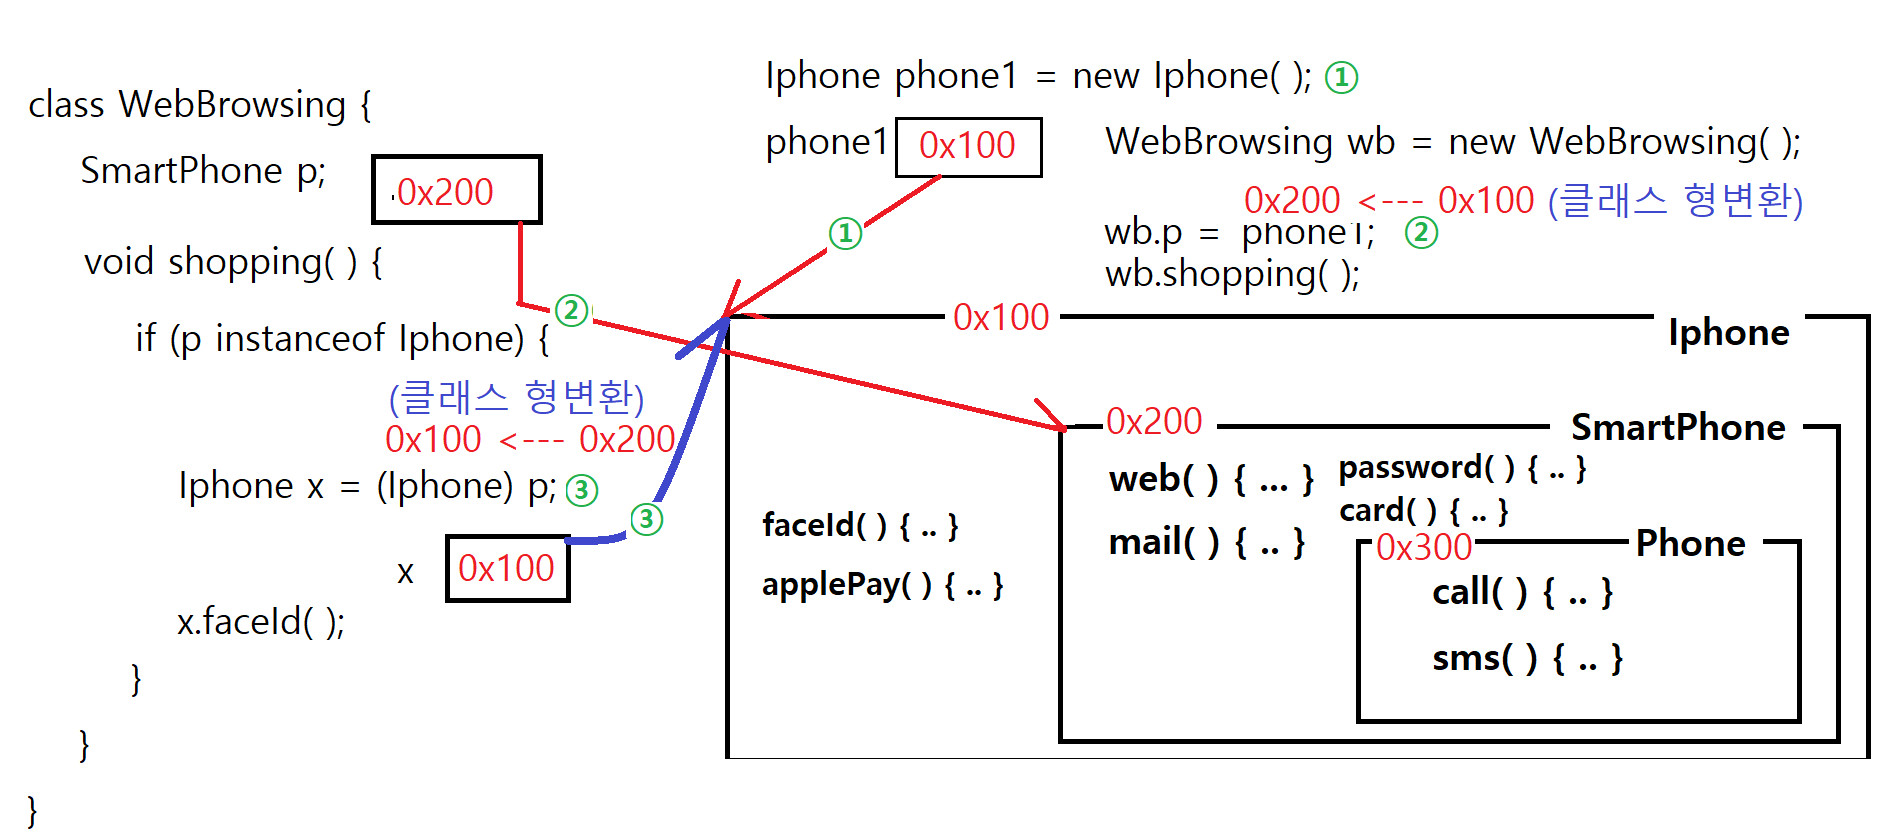 class WebBrowsing {
SmartPhone p;
0x200
void shopping( ) {
②
if (p instanceof Iphone) {
(클래스 형변환)
0x100 <--- 0x200
Iphone x = (Iphone) p; ③
③
x 0x100
x.faceId( );
}
}
}
Iphone phone1 = new Iphone( ); ①
phone1 0x100
①
WebBrowsing wb = new WebBrowsing( );
0x200 <--- 0x100 (클래스 형변환)
wb.p = phone1; ②
wb.shopping( );
0x100 Iphone
faceId( ) { .. }
applePay( ) { .. }
0x200 SmartPhone
web( ) { ... }
mail( ) { .. }
password( ) { .. }
card( ) { .. }
0x300 Phone
call( ) { .. }
sms( ) { .. }